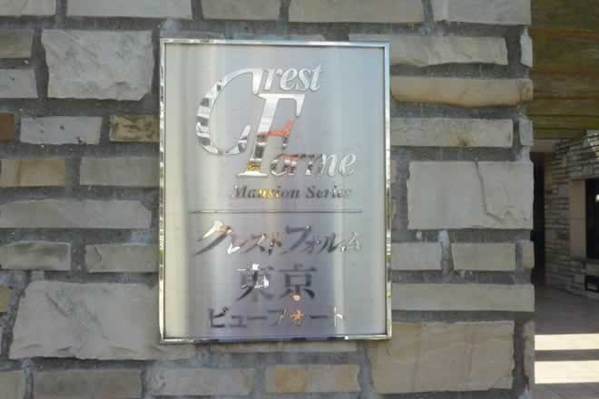 Crest
Forme
Mansion Series
クレストフォルム
東京
ビューフォート